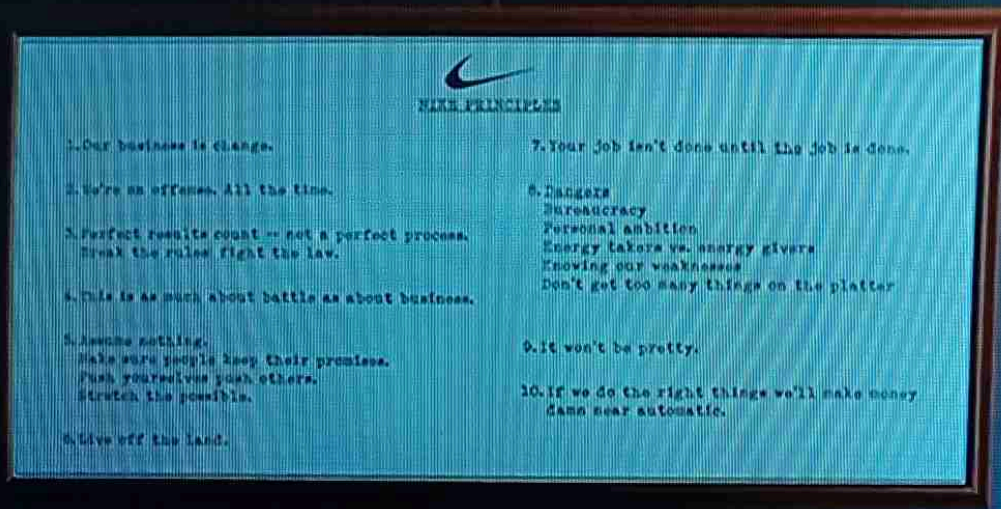 NIKE PRINCIPLES
1.Our business is change.
2.We're on offense. All the time.
3.Perfect results count -- not a perfect process.
Break the rules fight the law.
4.This is as much about battle as about business.
5.Assume nothing.
Make sure people keep their promises.
Push yourselves push others.
Stretch the possible.
6.Live off the land.
7.Your job isn't done until the job is done.
8.Dangers
Bureaucracy
Personal ambition
Energy takers vs. energy givers
Knowing our weaknesses
Don't get too many things on the platter
9.It won't be pretty.
10.If we do the right things we'll make money
damn near automatic.